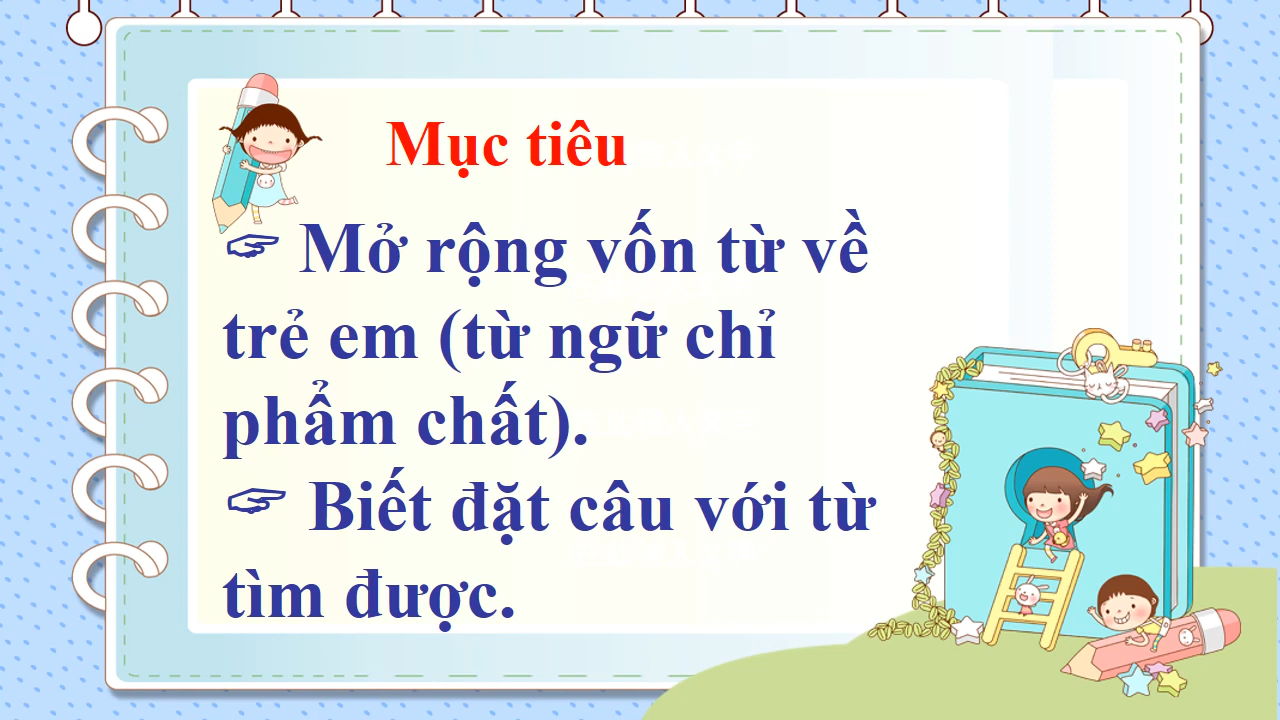 Mục tiêu
☞ Mở rộng vốn từ về
trẻ em (từ ngữ chỉ
phẩm chất).
☞ Biết đặt câu với từ
tìm được.